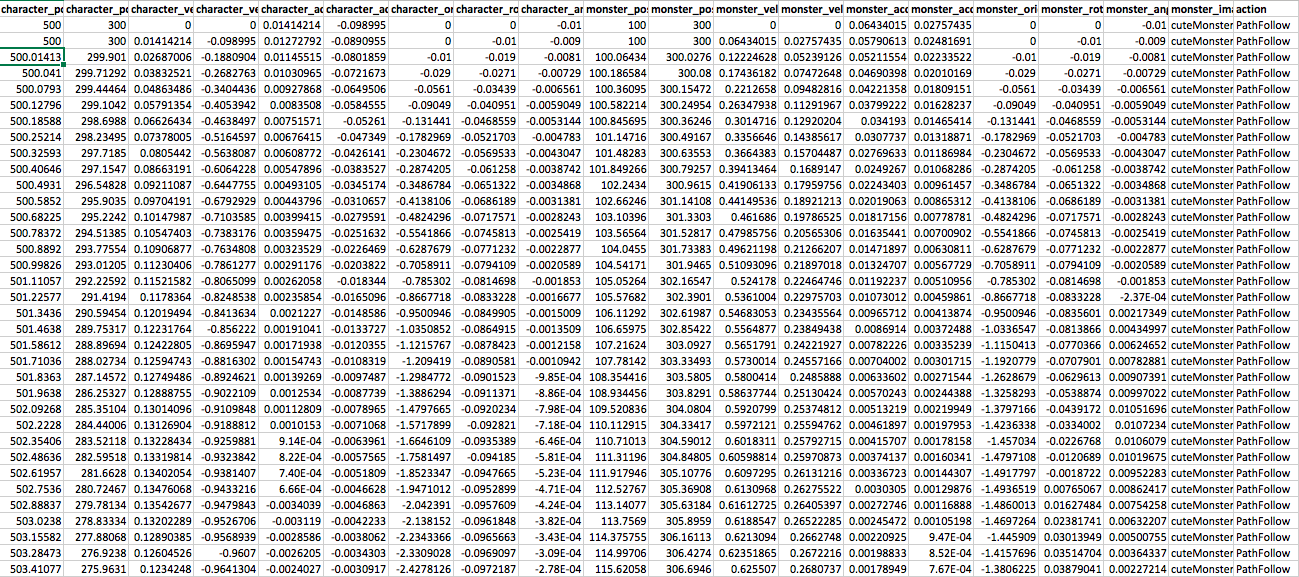 character_po character_po character_ve character_ve character_ac character_ac character_or character_ro character_an monster_pos monster_pos monster_vel monster_vel monster_acc monster_acc monster_ori monster_rot monster_ang monster_ima action
500 300 0 0 0.01414214 -0.098995 0 0 -0.01 100 300 0 0 0.06434015 0.02757435 0 0 -0.01 cuteMonster PathFollow
500 300 0.01414214 -0.098995 0.01272792 -0.0890955 0 -0.01 -0.009 100 300 0.06434015 0.02757435 0.05790613 0.02481691 0 -0.01 -0.009 cuteMonster PathFollow
500.01413 299.901 0.02687006 -0.1880904 0.01145515 -0.0801859 -0.01 -0.019 -0.0081 100.06434 300.0276 0.12224628 0.05239126 0.05211554 0.02233522 -0.01 -0.019 -0.0081 cuteMonster PathFollow
500.041 299.71292 0.03832521 -0.2682763 0.01030965 -0.0721673 -0.029 -0.0271 -0.00729 100.186584 300.08 0.17436182 0.07472648 0.04690398 0.02010169 -0.029 -0.0271 -0.00729 cuteMonster PathFollow
500.0793 299.44464 0.04863486 -0.3404436 0.00927868 -0.0649506 -0.0561 -0.03439 -0.006561 100.36095 300.15472 0.2212658 0.09482816 0.04221358 0.01809151 -0.0561 -0.03439 -0.006561 cuteMonster PathFollow
500.12796 299.1042 0.05791354 -0.4053942 0.0083508 -0.0584555 -0.09049 -0.040951 -0.0059049 100.582214 300.24954 0.26347938 0.11291967 0.03799222 0.01628237 -0.09049 -0.040951 -0.0059049 cuteMonster PathFollow
500.18588 298.6988 0.06626434 -0.4638497 0.00751571 -0.05261 -0.131441 -0.0468559 -0.0053144 100.845695 300.36246 0.3014716 0.12920204 0.034193 0.01465414 -0.131441 -0.0468559 -0.0053144 cuteMonster PathFollow
500.25214 298.23495 0.07378005 -0.5164597 0.00676415 -0.047349 -0.1782969 -0.0521703 -0.004783 101.14716 300.49167 0.3356646 0.14385617 0.0307737 0.01318871 -0.1782969 -0.0521703 -0.004783 cuteMonster PathFollow
500.32593 297.7185 0.0805442 -0.5638087 0.00608772 -0.0426141 -0.2304672 -0.0569533 -0.0043047 101.48283 300.63553 0.3664383 0.15704487 0.02769633 0.01186984 -0.2304672 -0.0569533 -0.0043047 cuteMonster PathFollow
500.40646 297.1547 0.08663191 -0.6064228 0.00547896 -0.0383527 -0.2874205 -0.061258 -0.0038742 101.849266 300.79257 0.39413464 0.1689147 0.0249267 0.01068286 -0.2874205 -0.061258 -0.0038742 cuteMonster PathFollow
500.4931 296.54828 0.09211087 -0.6447755 0.00493105 -0.0345174 -0.3486784 -0.0651322 -0.0034868 102.2434 300.9615 0.41906133 0.17959756 0.02243403 0.00961457 -0.3486784 -0.0651322 -0.0034868 cuteMonster PathFollow
500.5852 295.9035 0.09704191 -0.6792929 0.00443796 -0.0310657 -0.4138106 -0.0686189 -0.0031381 102.66246 301.14108 0.44149536 0.18921213 0.02019063 0.00865312 -0.4138106 -0.0686189 -0.0031381 cuteMonster PathFollow
500.68225 295.2242 0.10147987 -0.7103585 0.00399415 -0.0279591 -0.4824296 -0.0717571 -0.0028243 103.10396 301.3303 0.461686 0.19786525 0.01817156 0.00778781 -0.4824296 -0.0717571 -0.0028243 cuteMonster PathFollow
500.78372 294.51385 0.10547403 -0.7383176 0.00359475 -0.0251632 -0.5541866 -0.0745813 -0.0025419 103.56564 301.52817 0.47985756 0.20565306 0.01635441 0.00700902 -0.5541866 -0.0745813 -0.0025419 cuteMonster PathFollow
500.8892 293.77554 0.10906877 -0.7634808 0.00323529 -0.0226469 -0.6287679 -0.0771232 -0.0022877 104.0455 301.73383 0.49621198 0.21266207 0.01471897 0.00630811 -0.6287679 -0.0771232 -0.0022877 cuteMonster PathFollow
500.99826 293.01205 0.11230406 -0.7861277 0.00291176 -0.0203822 -0.7058911 -0.0794109 -0.0020589 104.54171 301.9465 0.51093096 0.21897018 0.01324707 0.00567729 -0.7058911 -0.0794109 -0.0020589 cuteMonster PathFollow
501.11057 292.22592 0.11521582 -0.8065099 0.00262058 -0.018344 -0.785302 -0.0814698 -0.001853 105.05264 302.16547 0.524178 0.22464746 0.01192237 0.00510956 -0.785302 -0.0814698 -0.001853 cuteMonster PathFollow
501.22577 291.4194 0.1178364 -0.8248538 0.00235854 -0.0165096 -0.8667718 -0.0833228 -0.0016677 105.57682 302.3901 0.5361004 0.22975703 0.01073012 0.00459861 -0.8667718 -0.0833228 -2.37E-04 cuteMonster PathFollow
501.3436 290.59454 0.12019494 -0.8413634 0.0021227 -0.0148586 -0.9500946 -0.0849905 -0.0015009 106.11292 302.61987 0.54683053 0.23435564 0.00965712 0.00413874 -0.9500946 -0.0835601 0.00217349 cuteMonster PathFollow
501.4638 289.75317 0.12231764 -0.856222 0.00191041 -0.0133727 -1.0350852 -0.0864915 -0.0013509 106.65975 302.85422 0.5564877 0.23849438 0.0086914 0.00372488 -1.0336547 -0.0813866 0.00434997 cuteMonster PathFollow
501.58612 288.89694 0.12422805 -0.8695947 0.00171938 -0.0120355 -1.1215767 -0.0878423 -0.0012158 107.21624 303.0927 0.5651791 0.24221927 0.00782226 0.00335239 -1.1150413 -0.0770366 0.00624652 cuteMonster PathFollow
501.71036 288.02734 0.12594743 -0.8816302 0.00154743 -0.0108319 -1.209419 -0.0890581 -0.0010942 107.78142 303.33493 0.5730014 0.24557166 0.00704002 0.00301715 -1.1920779 -0.0707901 0.00782881 cuteMonster PathFollow
501.8363 287.14572 0.12749486 -0.8924621 0.00139269 -0.0097487 -1.2984772 -0.0901523 -9.85E-04 108.354416 303.5805 0.5800414 0.2485888 0.00633602 0.00271544 -1.2628679 -0.0629613 0.00907391 cuteMonster PathFollow
501.9638 286.25327 0.12888755 -0.9022109 0.0012534 -0.0087739 -1.3886294 -0.0911371 -8.86E-04 108.934456 303.8291 0.58637744 0.25130424 0.00570243 0.00244388 -1.3258293 -0.0538874 0.00997022 cuteMonster PathFollow
502.09268 285.35104 0.13014096 -0.9109848 0.00112809 -0.0078965 -1.4797665 -0.0920234 -7.98E-04 109.520836 304.0804 0.5920799 0.25374812 0.00513219 0.00219949 -1.3797166 -0.0439172 0.01051696 cuteMonster PathFollow
502.2228 284.44006 0.13126904 -0.9188812 0.0010153 -0.0071068 -1.5717899 -0.092821 -7.18E-04 110.112915 304.33417 0.5972121 0.25594762 0.00461897 0.00197953 -1.4236338 -0.0334002 0.0107234 cuteMonster PathFollow
502.35406 283.52118 0.13228434 -0.9259881 9.14E-04 -0.0063961 -1.6646109 -0.0935389 -6.46E-04 110.71013 304.59012 0.6018311 0.25792715 0.00415707 0.00178158 -1.457034 -0.0226768 0.0106079 cuteMonster PathFollow
502.48636 282.59518 0.13319814 -0.9323842 8.22E-04 -0.0057565 -1.7581497 -0.094185 -5.81E-04 111.31196 304.84805 0.60598814 0.25970873 0.00374137 0.00160341 -1.4797108 -0.0120689 0.01019675 cuteMonster PathFollow
502.61957 281.6628 0.13402054 -0.9381407 7.40E-04 -0.0051809 -1.8523347 -0.0947665 -5.23E-04 111.917946 305.10776 0.6097295 0.26131216 0.00336723 0.00144307 -1.4917797 -0.0018722 0.00952283 cuteMonster PathFollow
502.7536 280.72467 0.13476068 -0.9433216 6.66E-04 -0.0046628 -1.9471012 -0.0952899 -4.71E-04 112.52767 305.36908 0.6130968 0.26275522 0.0030305 0.00129876 -1.4936519 0.00765067 0.00862417 cuteMonster PathFollow
502.88837 279.78134 0.13542677 -0.9479843 -0.0034039 -0.0046863 -2.042391 -0.0957609 -4.24E-04 113.14077 305.63184 0.61612725 0.26405397 0.00272746 0.00116888 -1.4860013 0.01627484 0.00754258 cuteMonster PathFollow
503.0238 278.83334 0.13202289 -0.9526706 -0.003119 -0.0042233 -2.138152 -0.0961848 -3.82E-04 113.7569 305.8959 0.6188547 0.26522285 0.00245472 0.00105198 -1.4697264 0.02381741 0.00632207 cuteMonster PathFollow
503.15582 277.88068 0.12890385 -0.9568939 -0.0028586 -0.0038062 -2.2343366 -0.0965663 -3.43E-04 114.375755 306.16113 0.6213094 0.2662748 0.00220925 9.47E-04 -1.445909 0.03013949 0.00500755 cuteMonster PathFollow
503.28473 276.9238 0.12604526 -0.9607 -0.0026205 -0.0034303 -2.3309028 -0.0969097 -3.09E-04 114.99706 306.4274 0.62351865 0.2672216 0.00198833 8.52E-04 -1.4157696 0.03514704 0.00364337 cuteMonster PathFollow
503.41077 275.9631 0.1234248 -0.9641304 -0.0024027 -0.0030917 -2.4278126 -0.0972187 -2.78E-04 115.62058 306.6946 0.625507 0.2680737 0.00178949 7.67E-04 -1.3806225 0.03879041 0.00227214 cuteMonster PathFollow